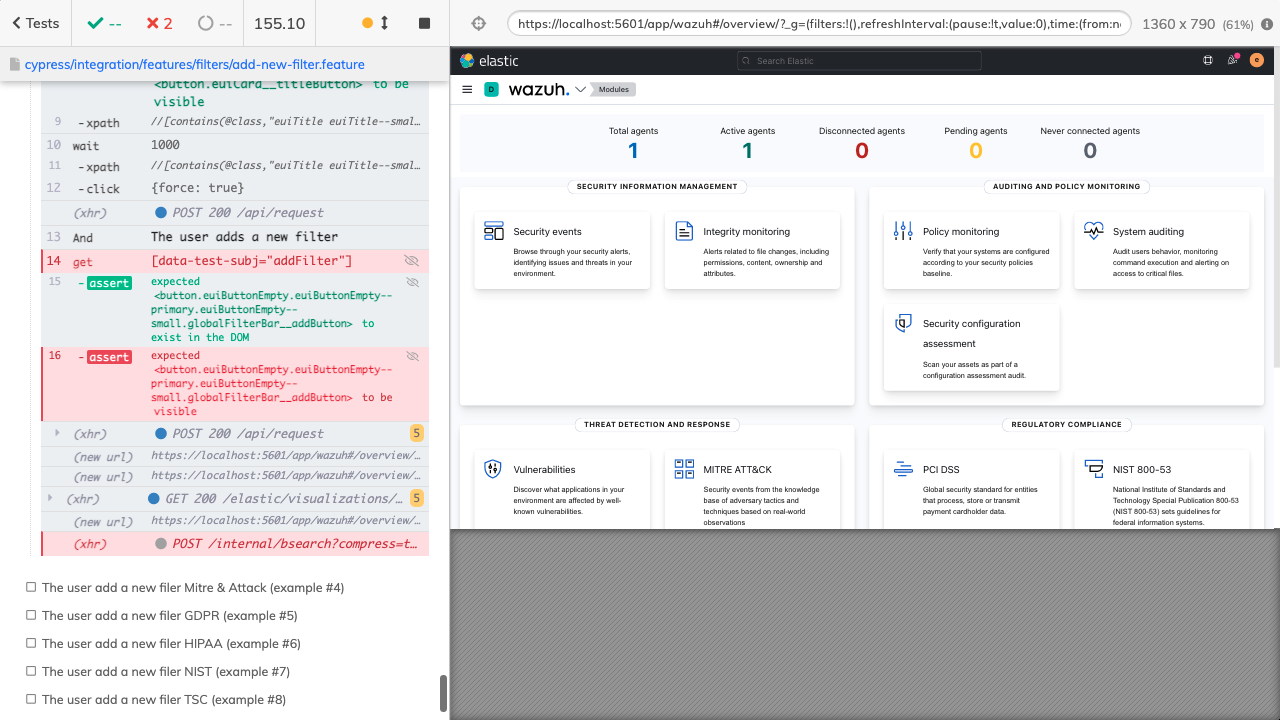 Tests
--
2
--
155.10
https://localhost:5601/app/wazuh#/overview/?_g=(filters:!(),refreshInterval:(pause:!t,value:0),time:(from:n
1360 x 790 (61%)
cypress/integration/features/filters/add-new-filter.feature
<button.euiCard__titleButton> to be
visible
9 -xpath //[contains(@class,"euiTitle euiTitle--smal…
10 wait 1000
11 -xpath //[contains(@class,"euiTitle euiTitle--smal…
12 -click {force: true}
(xhr) POST 200 /api/request
13 And The user adds a new filter
14 get [data-test-subj="addFilter"]
15 -assert expected
<button.euiButtonEmpty.euiButtonEmpty--
primary.euiButtonEmpty--
small.globalFilterBar__addButton> to
exist in the DOM
16 -assert expected
<button.euiButtonEmpty.euiButtonEmpty--
primary.euiButtonEmpty--
small.globalFilterBar__addButton> to be
visible
(xhr) POST 200 /api/request 5
(new url) https://localhost:5601/app/wazuh#/overview/…
(new url) https://localhost:5601/app/wazuh#/overview/…
(xhr) GET 200 /elastic/visualizations/… 5
(new url) https://localhost:5601/app/wazuh#/overview/…
(xhr) POST /internal/bsearch?compress=t…
The user add a new filer Mitre & Attack (example #4)
The user add a new filer GDPR (example #5)
The user add a new filer HIPAA (example #6)
The user add a new filer NIST (example #7)
The user add a new filer TSC (example #8)
elastic
Search Elastic
e
D
wazuh.
Modules
Total agents
1
Active agents
1
Disconnected agents
0
Pending agents
0
Never connected agents
0
SECURITY INFORMATION MANAGEMENT
Security events
Browse through your security alerts,
identifying issues and threats in your
environment.
Integrity monitoring
Alerts related to file changes, including
permissions, content, ownership and
attributes.
AUDITING AND POLICY MONITORING
Policy monitoring
Verify that your systems are configured
according to your security policies
baseline.
System auditing
Audit users behavior, monitoring
command execution and alerting on
access to critical files.
Security configuration
assessment
Scan your assets as part of a
configuration assessment audit.
THREAT DETECTION AND RESPONSE
Vulnerabilities
Discover what applications in your
environment are affected by well-
known vulnerabilities.
MITRE ATT&CK
Security events from the knowledge
base of adversary tactics and
techniques based on real-world
observations
REGULATORY COMPLIANCE
PCI DSS
Global security standard for entities
that process, store or transmit
payment cardholder data.
NIST 800-53
National Institute of Standards and
Technology Special Publication 800-53
(NIST 800-53) sets guidelines for
federal information systems.